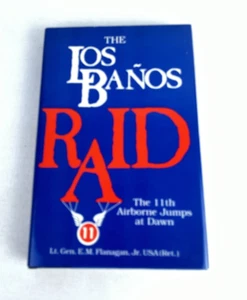 THE
LOS
BAÑOS
RAID
The 11th
Airborne Jumps
at Dawn
11
Lt. Gen. E. M. Flanagan, Jr. USA (Ret.)